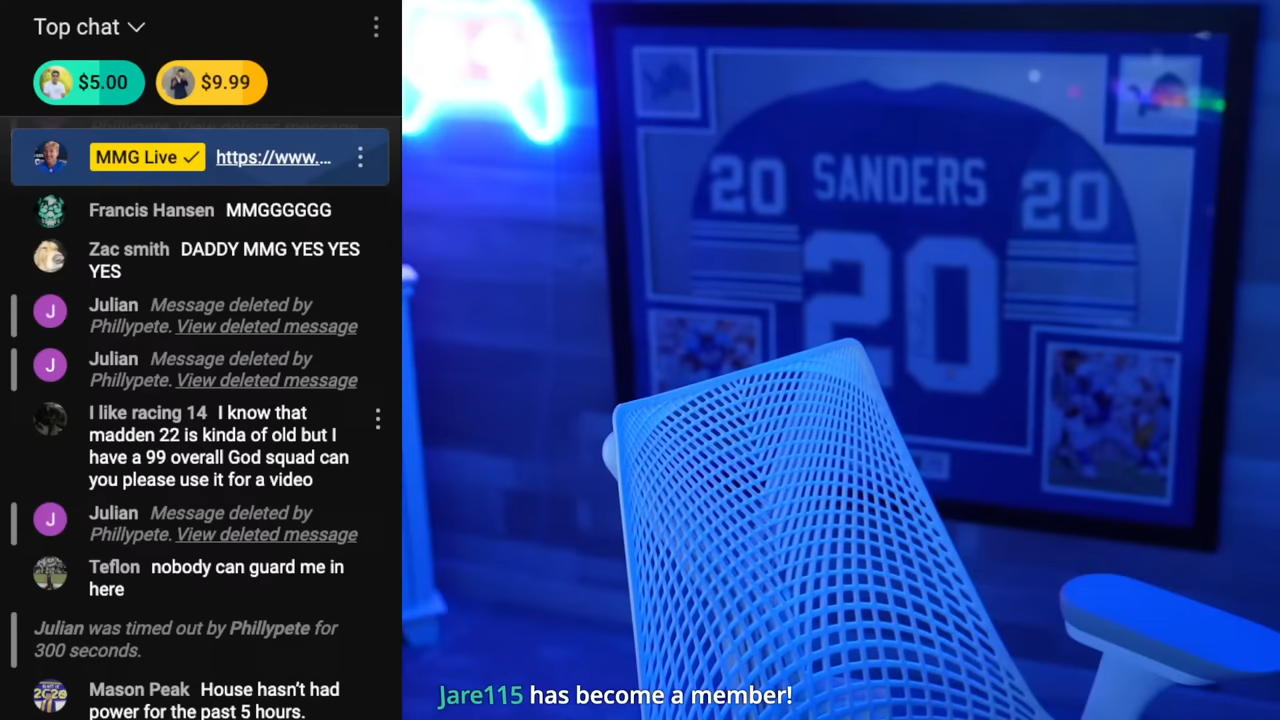 Top chat
$5.00 $9.99
MMG Live https://www....
Francis Hansen MMGGGGGG
Zac smith DADDY MMG YES YES
YES
Julian Message deleted by
Phillypete. View deleted message
Julian Message deleted by
Phillypete. View deleted message
I like racing 14 I know that
madden 22 is kinda of old but I
have a 99 overall God squad can
you please use it for a video
Julian Message deleted by
Phillypete. View deleted message
Teflon nobody can guard me in
here
Julian was timed out by Phillypete for
300 seconds.
Mason Peak House hasn't had
power for the past 5 hours.
20 SANDERS 20
20
Jare115 has become a member!